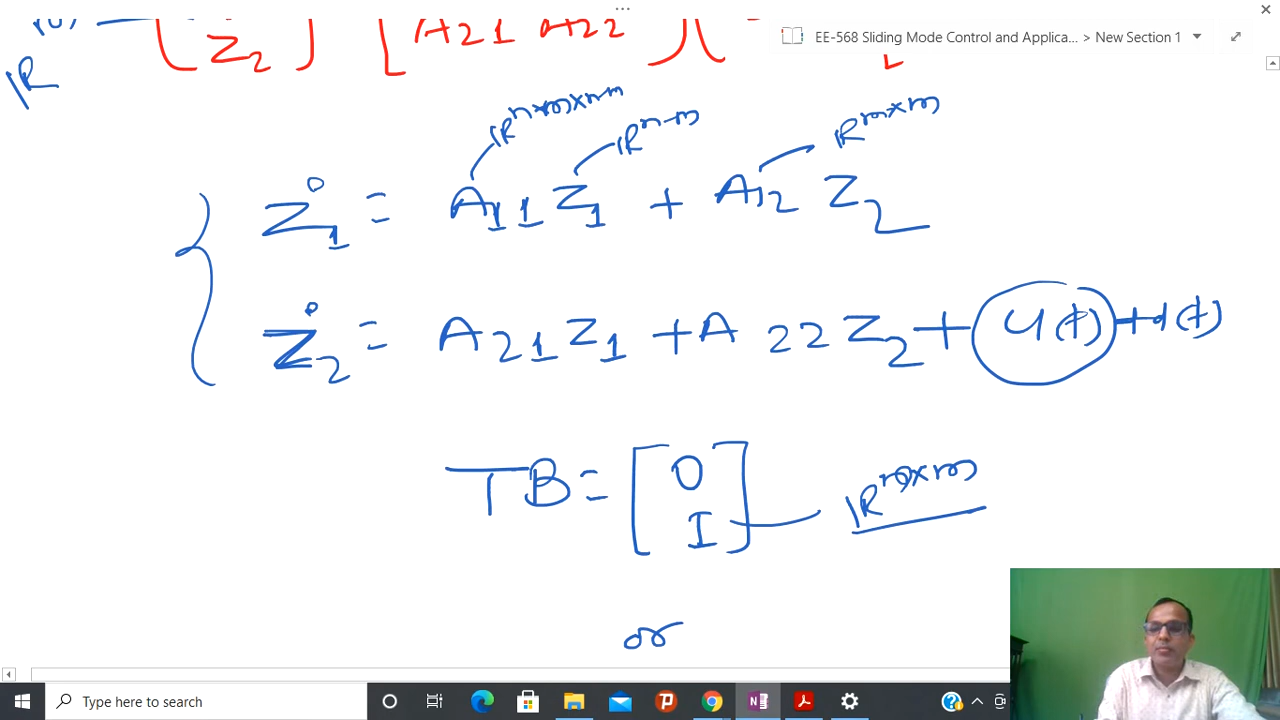 EE-568 Sliding Mode Control and Applica... > New Section 1
Z2 A21 A22
ℝ
ℝ^n-m×n-m ℝ^n-m ℝ^m×m
Ż1 = A11 Z1 + A12 Z2
Ż2 = A21 Z1 + A22 Z2 + u(t) + d(t)
TB = [0
I] ℝ^m×m
or
Type here to search